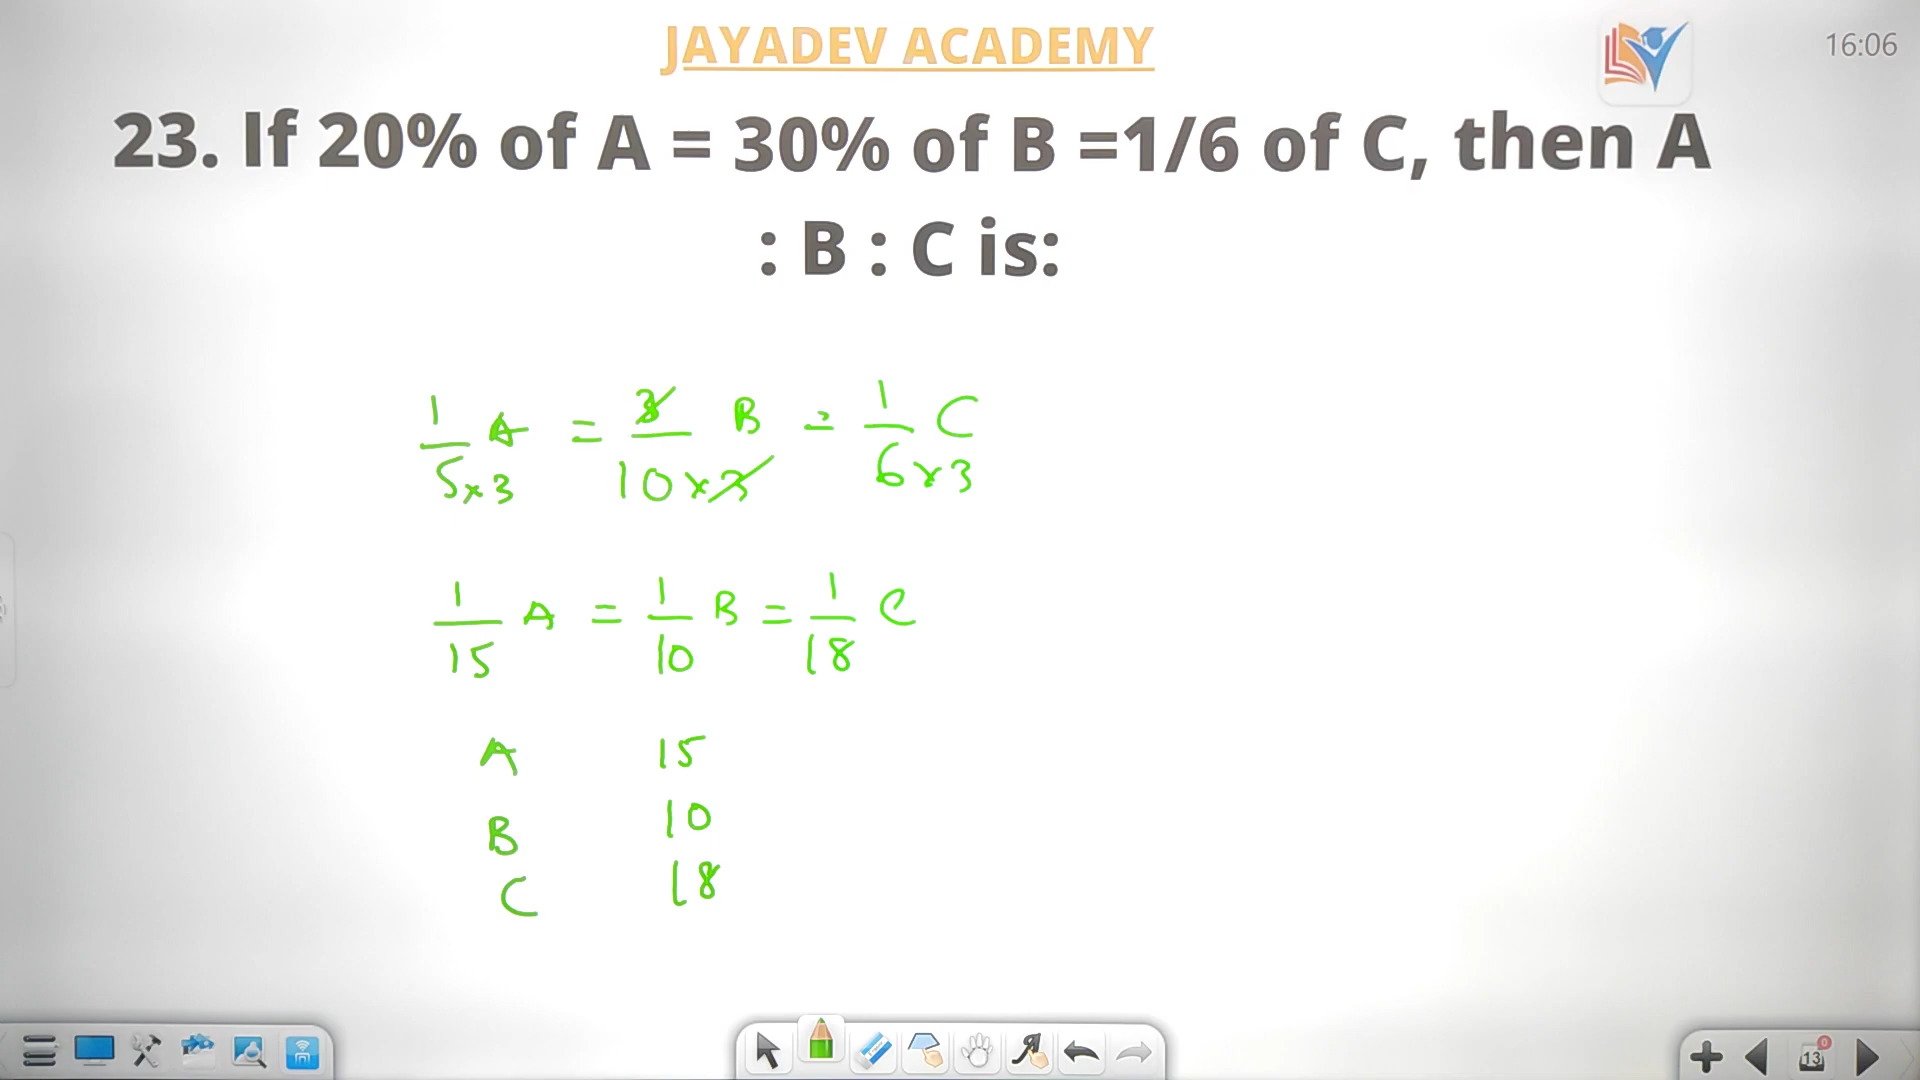 JAYADEV ACADEMY
16:06
23. If 20% of A = 30% of B =1/6 of C, then A
: B : C is:
1/5×3 A = 3/10×3 B = 1/6×3 C
1/15 A = 1/10 B = 1/18 C
A 15
B 10
C 18
0
13